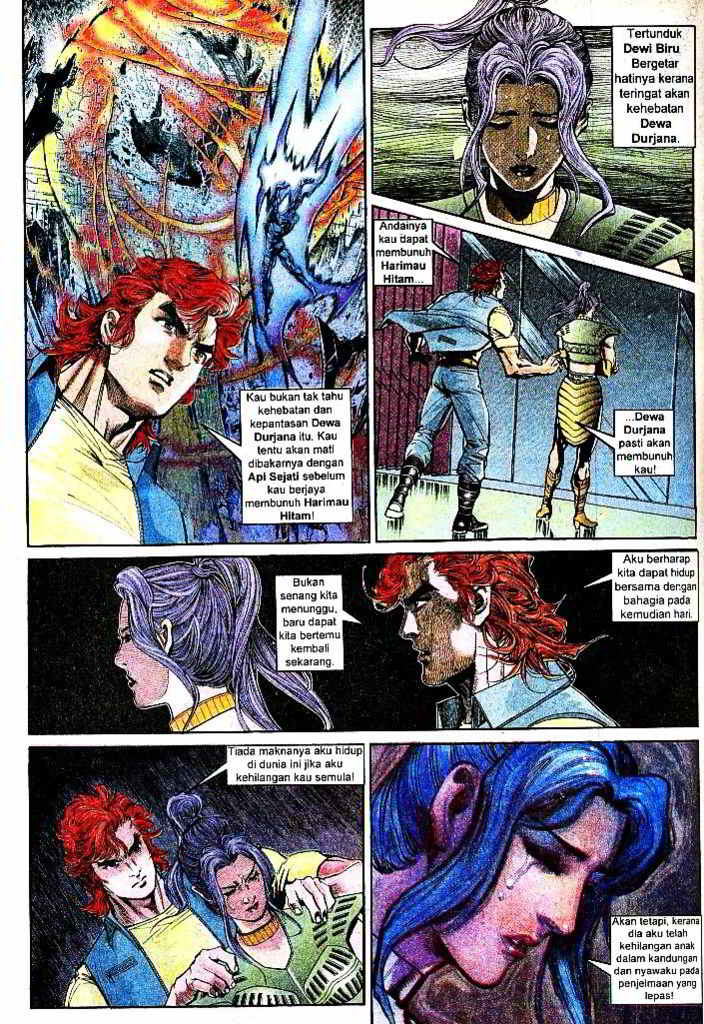 Tertunduk
Dewi Biru
Bergetar
hatinya kerana
teringat akan
kehebatan
Dewa
Durjana.
Kau bukan tak tahu
kehebatan dan
kepantasan Dewa
Durjana itu. Kau
tentu akan mati
dibakarnya dengan
Api Sejati sebelum
kau berjaya
membunuh Harimau
Hitam!
Andainya
kau dapat
membunuh
Harimau
Hitam...
...Dewa
Durjana
pasti akan
membunuh
kau!
Bukan
senang kita
menunggu,
baru dapat
kita bertemu
kembali
sekarang.
Aku berharap
kita dapat hidup
bersama dengan
bahagia pada
kemudian hari.
Tiada maknanya aku hidup
di dunia ini jika aku
kehilangan kau semula!
Akan tetapi, kerana
dia aku telah
kehilangan anak
dalam kandungan
dan nyawaku pada
penjelmaan yang
lepas!